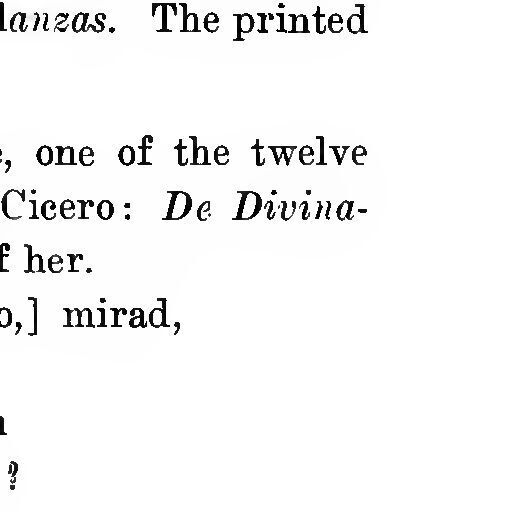 lanzas. The printed
, one of the twelve
Cicero: De Divina-
f her.
o,] mirad,
?